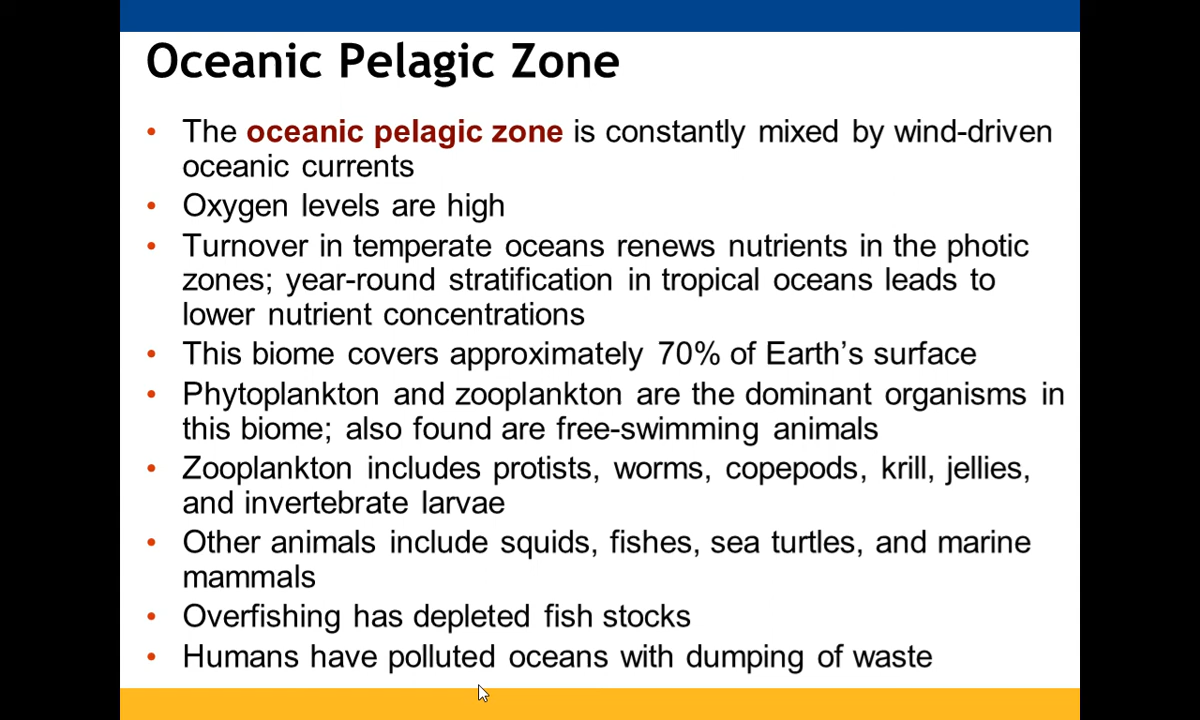 Oceanic Pelagic Zone
• The oceanic pelagic zone is constantly mixed by wind-driven
oceanic currents
• Oxygen levels are high
• Turnover in temperate oceans renews nutrients in the photic
zones; year-round stratification in tropical oceans leads to
lower nutrient concentrations
• This biome covers approximately 70% of Earth’s surface
• Phytoplankton and zooplankton are the dominant organisms in
this biome; also found are free-swimming animals
• Zooplankton includes protists, worms, copepods, krill, jellies,
and invertebrate larvae
• Other animals include squids, fishes, sea turtles, and marine
mammals
• Overfishing has depleted fish stocks
• Humans have polluted oceans with dumping of waste